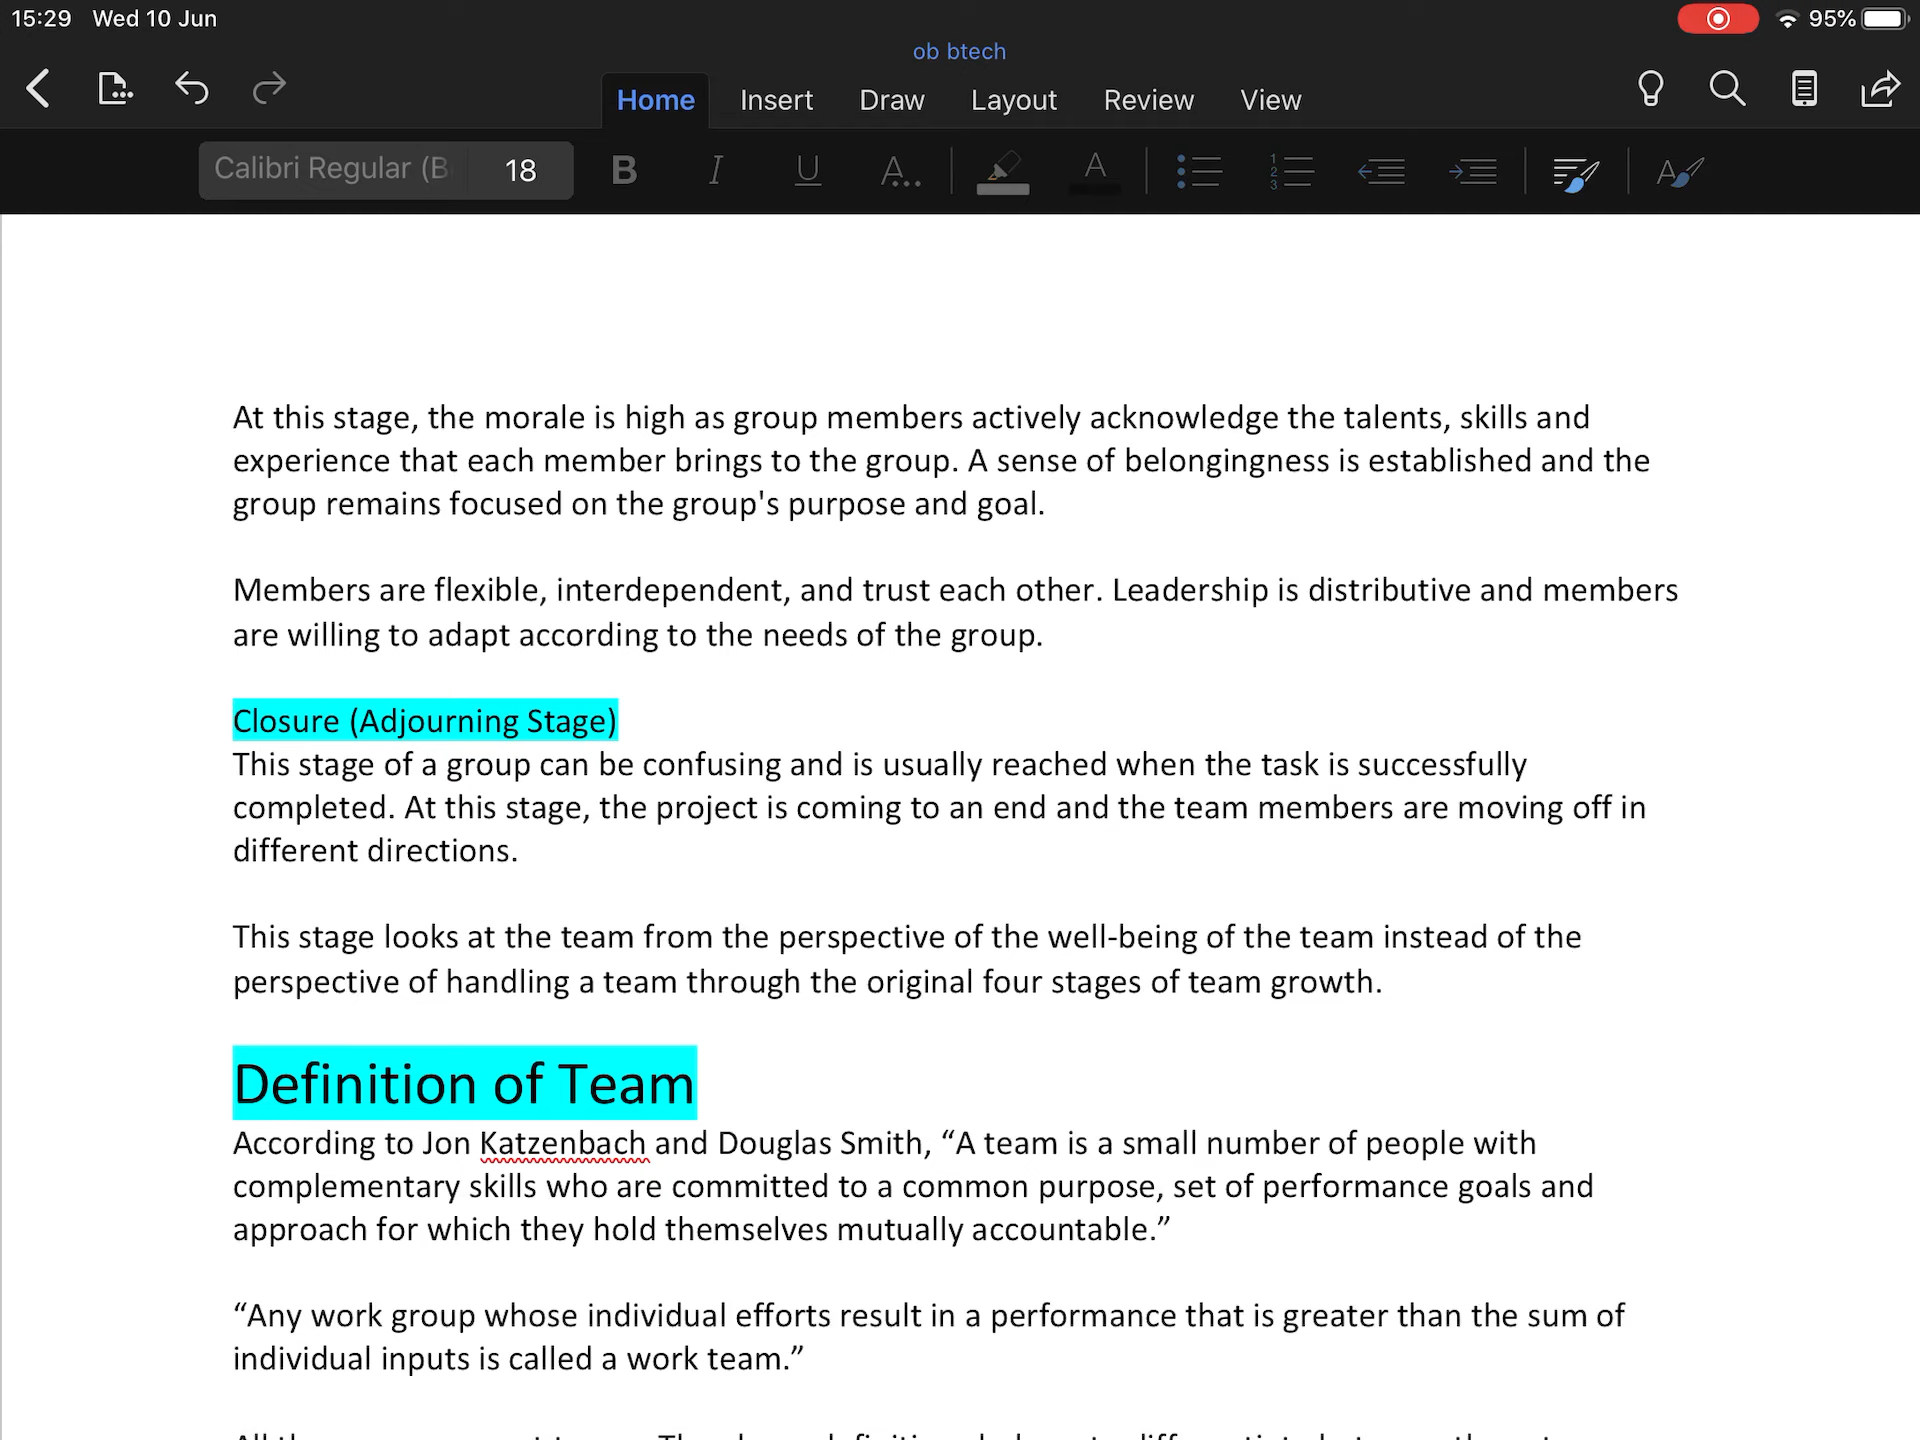 15:29 Wed 10 Jun 95%
ob btech
Home Insert Draw Layout Review View
Calibri Regular (B 18 B I U A... A
At this stage, the morale is high as group members actively acknowledge the talents, skills and
experience that each member brings to the group. A sense of belongingness is established and the
group remains focused on the group's purpose and goal.
Members are flexible, interdependent, and trust each other. Leadership is distributive and members
are willing to adapt according to the needs of the group.
Closure (Adjourning Stage)
This stage of a group can be confusing and is usually reached when the task is successfully
completed. At this stage, the project is coming to an end and the team members are moving off in
different directions.
This stage looks at the team from the perspective of the well-being of the team instead of the
perspective of handling a team through the original four stages of team growth.
Definition of Team
According to Jon Katzenbach and Douglas Smith, “A team is a small number of people with
complementary skills who are committed to a common purpose, set of performance goals and
approach for which they hold themselves mutually accountable.”
“Any work group whose individual efforts result in a performance that is greater than the sum of
individual inputs is called a work team.”